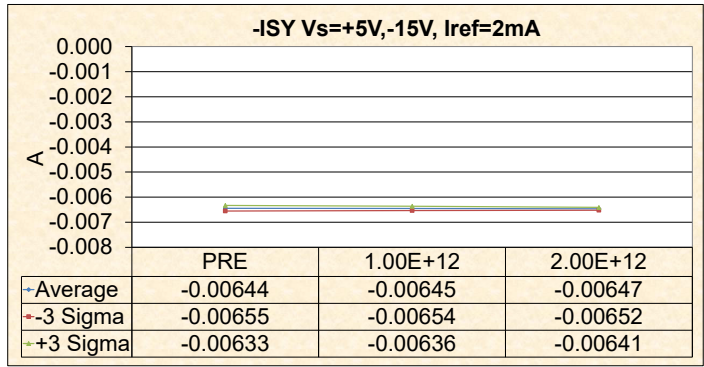 -ISY Vs=+5V,-15V, Iref=2mA
0.000
-0.001
-0.002
-0.003
-0.004
-0.005
-0.006
-0.007
-0.008
A
PRE 1.00E+12 2.00E+12
Average -0.00644 -0.00645 -0.00647
-3 Sigma -0.00655 -0.00654 -0.00652
+3 Sigma -0.00633 -0.00636 -0.00641